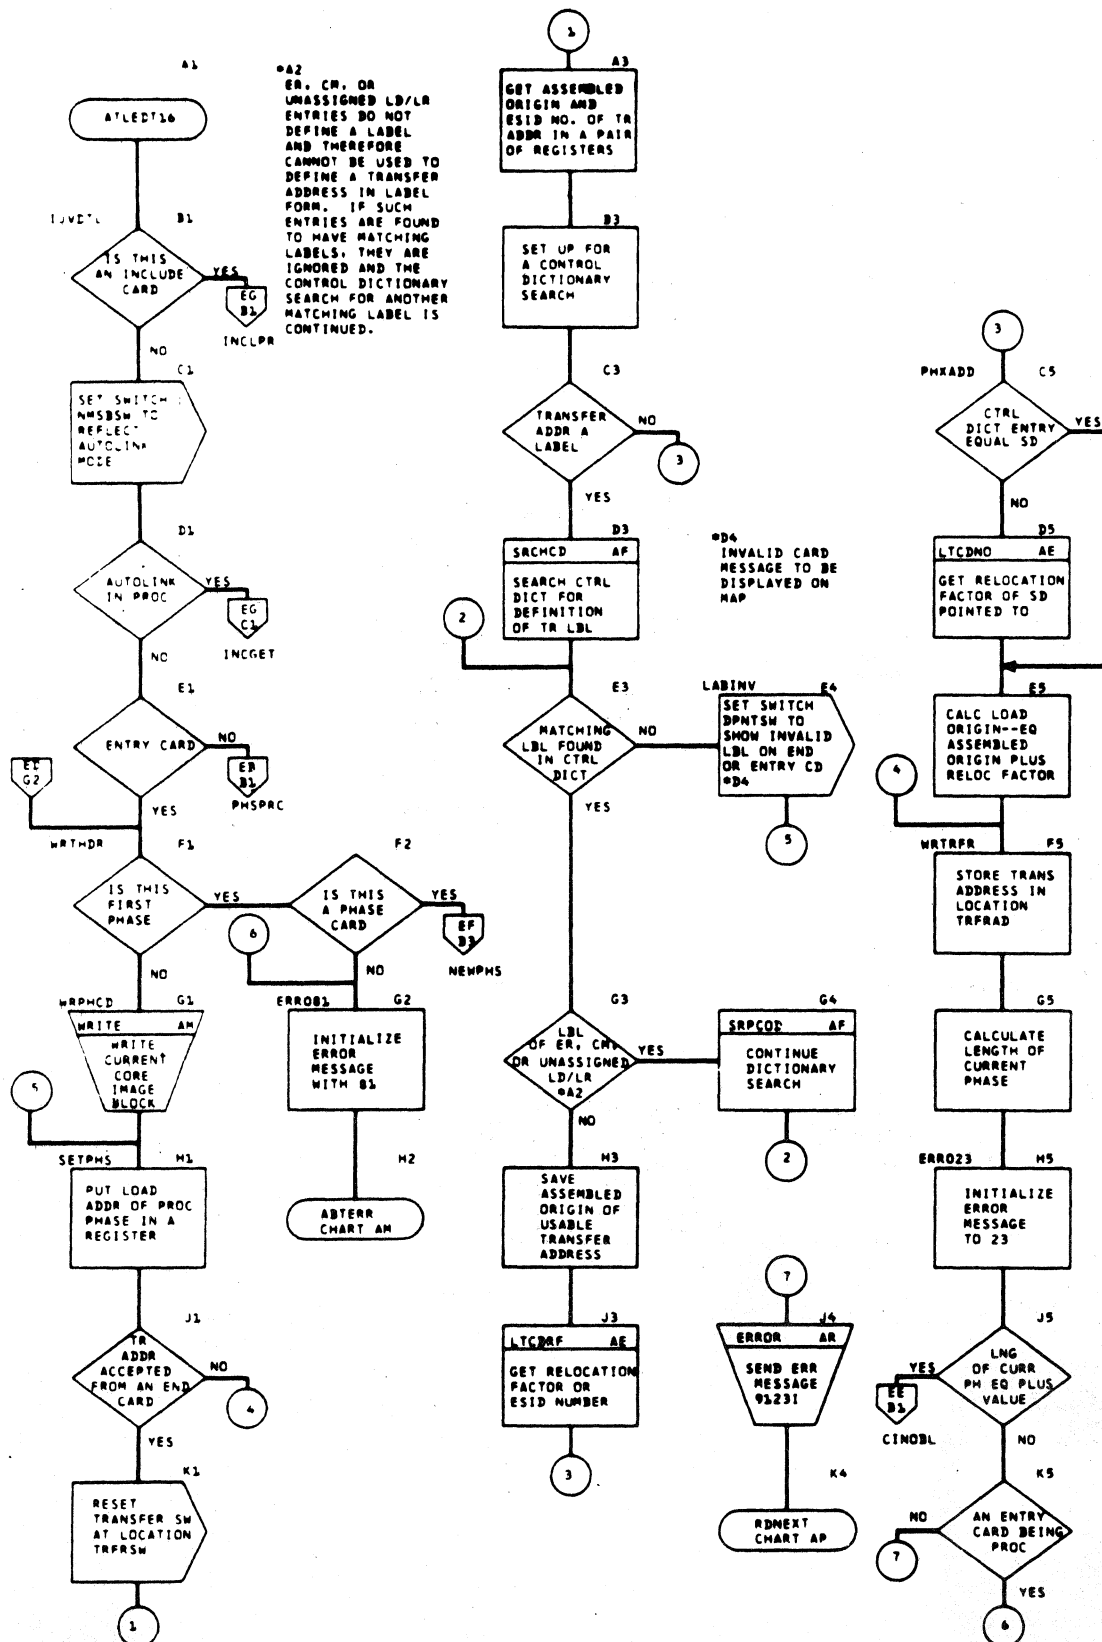 A1
ATLEDT16
B1
IS THIS
AN INCLUDE
CARD
YES
EG
B1
INCLPR
NO
C1
SET SWITCH
NMSBSW TO
REFLECT
AUTOLINK
MODE
D1
AUTOLINK
IN PROC
YES
EG
C1
INCGET
NO
E1
ENTRY CARD
NO
EB
B1
PHSPRC
G2
YES
WRTHDR
F1
IS THIS
FIRST
PHASE
YES
NO
WRPHCD
G1
WRITE AM
WRITE
CURRENT
CORE
IMAGE
BLOCK
5
SETPHS
H1
PUT LOAD
ADDR OF PROC
PHASE IN A
REGISTER
J1
TR
ADDR
ACCEPTED
FROM AN END
CARD
NO
4
YES
K1
RESET
TRANSFER SW
AT LOCATION
TRFRSW
1
*A2
ER, CM, OR
UNASSIGNED LD/LR
ENTRIES DO NOT
DEFINE A LABEL
AND THEREFORE
CANNOT BE USED TO
DEFINE A TRANSFER
ADDRESS IN LABEL
FORM. IF SUCH
ENTRIES ARE FOUND
TO HAVE MATCHING
LABELS, THEY ARE
IGNORED AND THE
CONTROL DICTIONARY
SEARCH FOR ANOTHER
MATCHING LABEL IS
CONTINUED.
F2
IS THIS
A PHASE
CARD
YES
EF
B3
NEWPHS
6
NO
ERR081
G2
INITIALIZE
ERROR
MESSAGE
WITH 81
H2
ABTERR
CHART AM
1
A3
GET ASSEMBLED
ORIGIN AND
ESID NO. OF TR
ADDR IN A PAIR
OF REGISTERS
B3
SET UP FOR
A CONTROL
DICTIONARY
SEARCH
C3
TRANSFER
ADDR A
LABEL
NO
3
YES
D3
SRCHCD AF
SEARCH CTRL
DICT FOR
DEFINITION
OF TR LBL
2
E3
MATCHING
LBL FOUND
IN CTRL
DICT
NO
YES
G3
LBL
OF ER, CM,
OR UNASSIGNED
LD/LR
*A2
YES
NO
H3
SAVE
ASSEMBLED
ORIGIN OF
USABLE
TRANSFER
ADDRESS
J3
LTCDRF AE
GET RELOCATION
FACTOR OR
ESID NUMBER
3
*D4
INVALID CARD
MESSAGE TO BE
DISPLAYED ON
MAP
LABINV
E4
SET SWITCH
DPNTSW TO
SHOW INVALID
LBL ON END
OR ENTRY CD
*D4
5
G4
SRPCOD AF
CONTINUE
DICTIONARY
SEARCH
2
7
J4
ERROR AR
SEND ERR
MESSAGE
9123I
K4
RDNEXT
CHART AP
3
PHXADD
C5
CTRL
DICT ENTRY
EQUAL SD
YES
NO
D5
LTCDNO AE
GET RELOCATION
FACTOR OF SD
POINTED TO
E5
CALC LOAD
ORIGIN--EQ
ASSEMBLED
ORIGIN PLUS
RELOC FACTOR
4
WRTRFR
F5
STORE TRANS
ADDRESS IN
LOCATION
TRFRAD
G5
CALCULATE
LENGTH OF
CURRENT
PHASE
ERR023
H5
INITIALIZE
ERROR
MESSAGE
TO 23
J5
LNG
OF CURR
PH EQ PLUS
VALUE
YES
EE
B1
CINOBL
NO
K5
AN ENTRY
CARD BEING
PROC
NO
7
YES
6